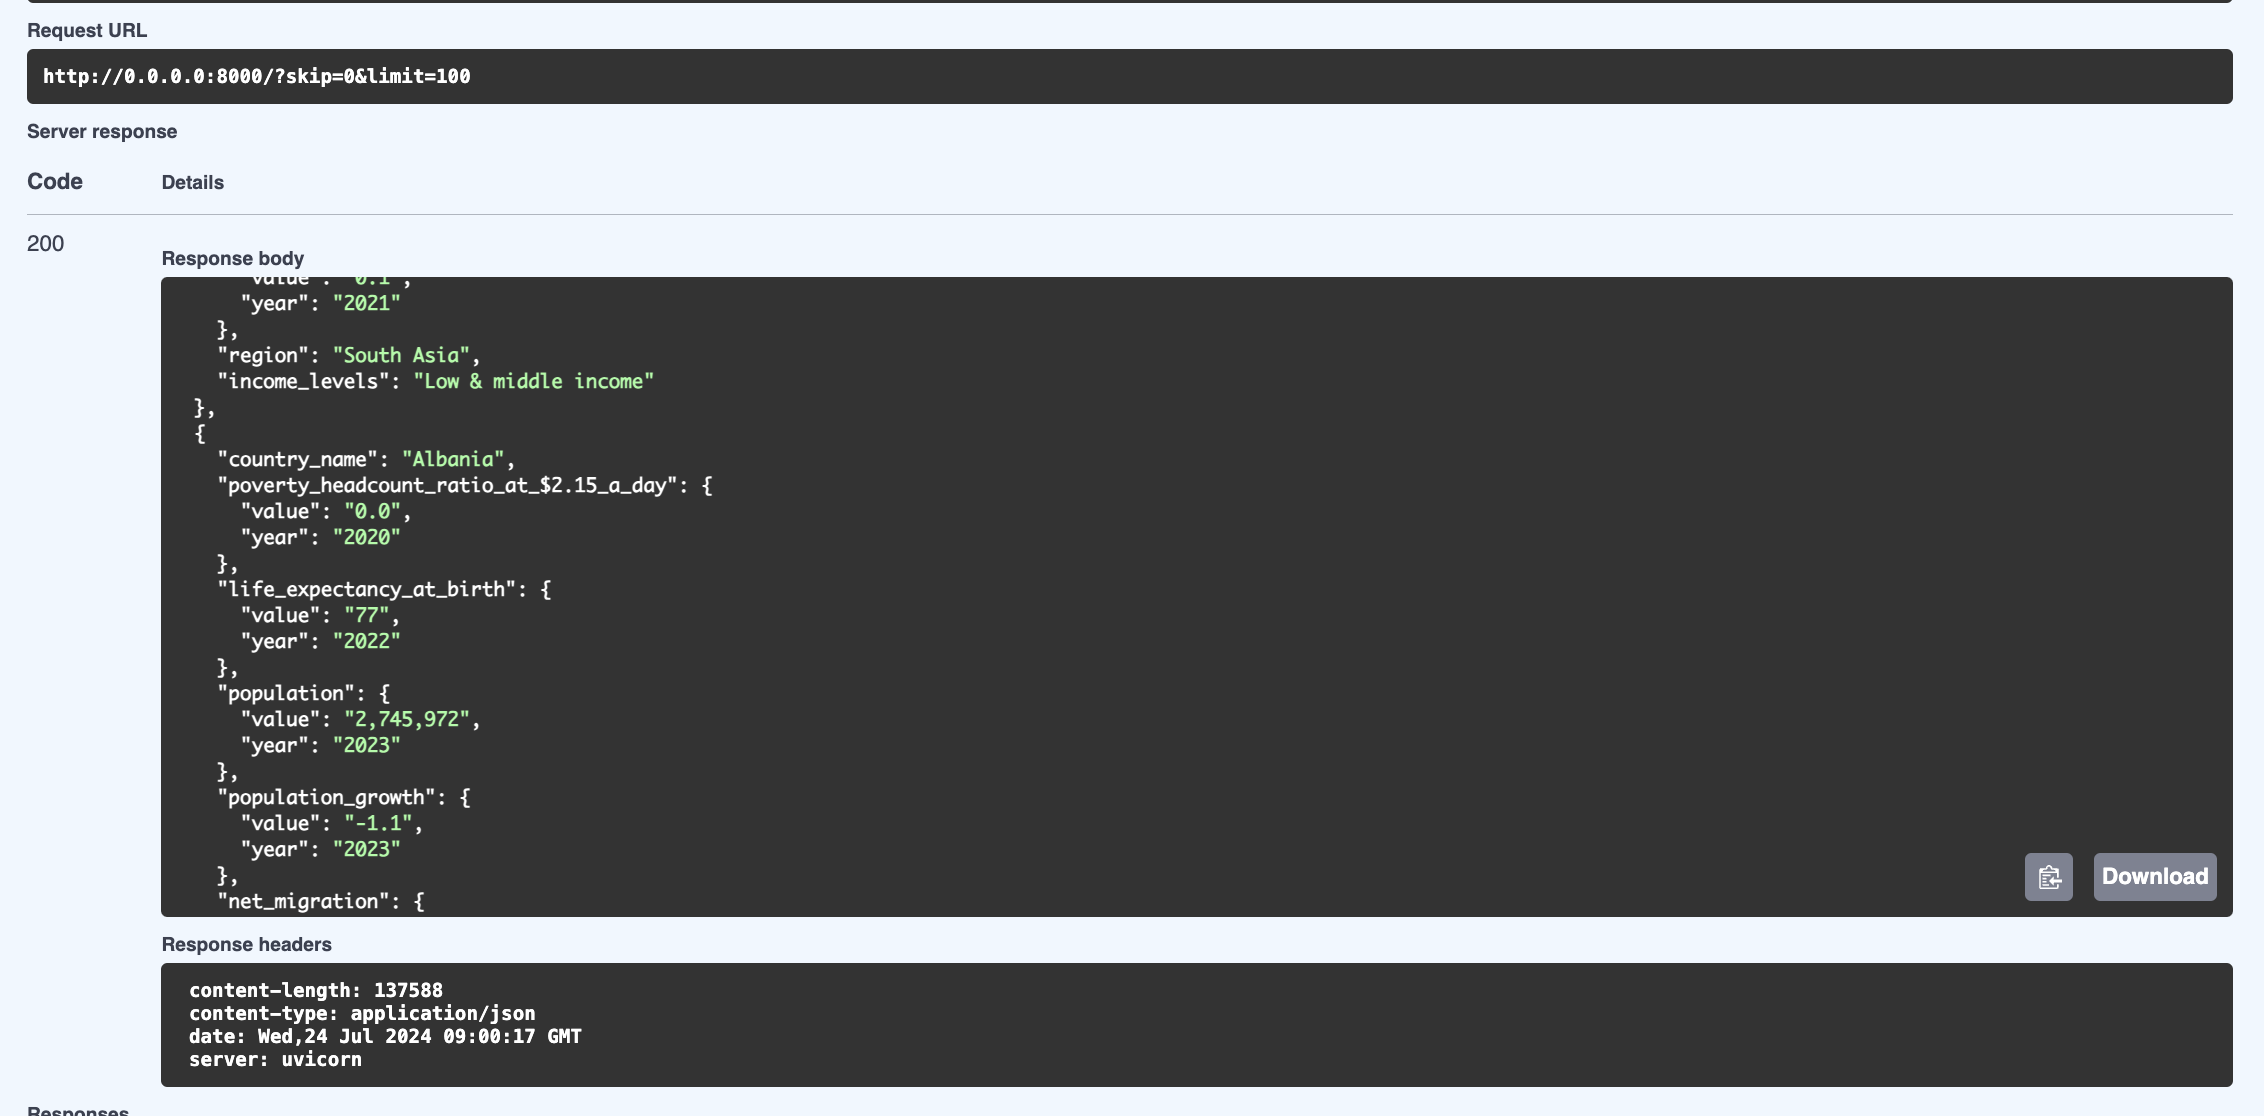 Request URL
http://0.0.0.0:8000/?skip=0&limit=100
Server response
Code Details
200
Response body
"value": "0.1",
"year": "2021"
},
"region": "South Asia",
"income_levels": "Low & middle income"
},
{
"country_name": "Albania",
"poverty_headcount_ratio_at_$2.15_a_day": {
"value": "0.0",
"year": "2020"
},
"life_expectancy_at_birth": {
"value": "77",
"year": "2022"
},
"population": {
"value": "2,745,972",
"year": "2023"
},
"population_growth": {
"value": "-1.1",
"year": "2023"
},
"net_migration": {
Download
Response headers
content-length: 137588
content-type: application/json
date: Wed,24 Jul 2024 09:00:17 GMT
server: uvicorn
Responses